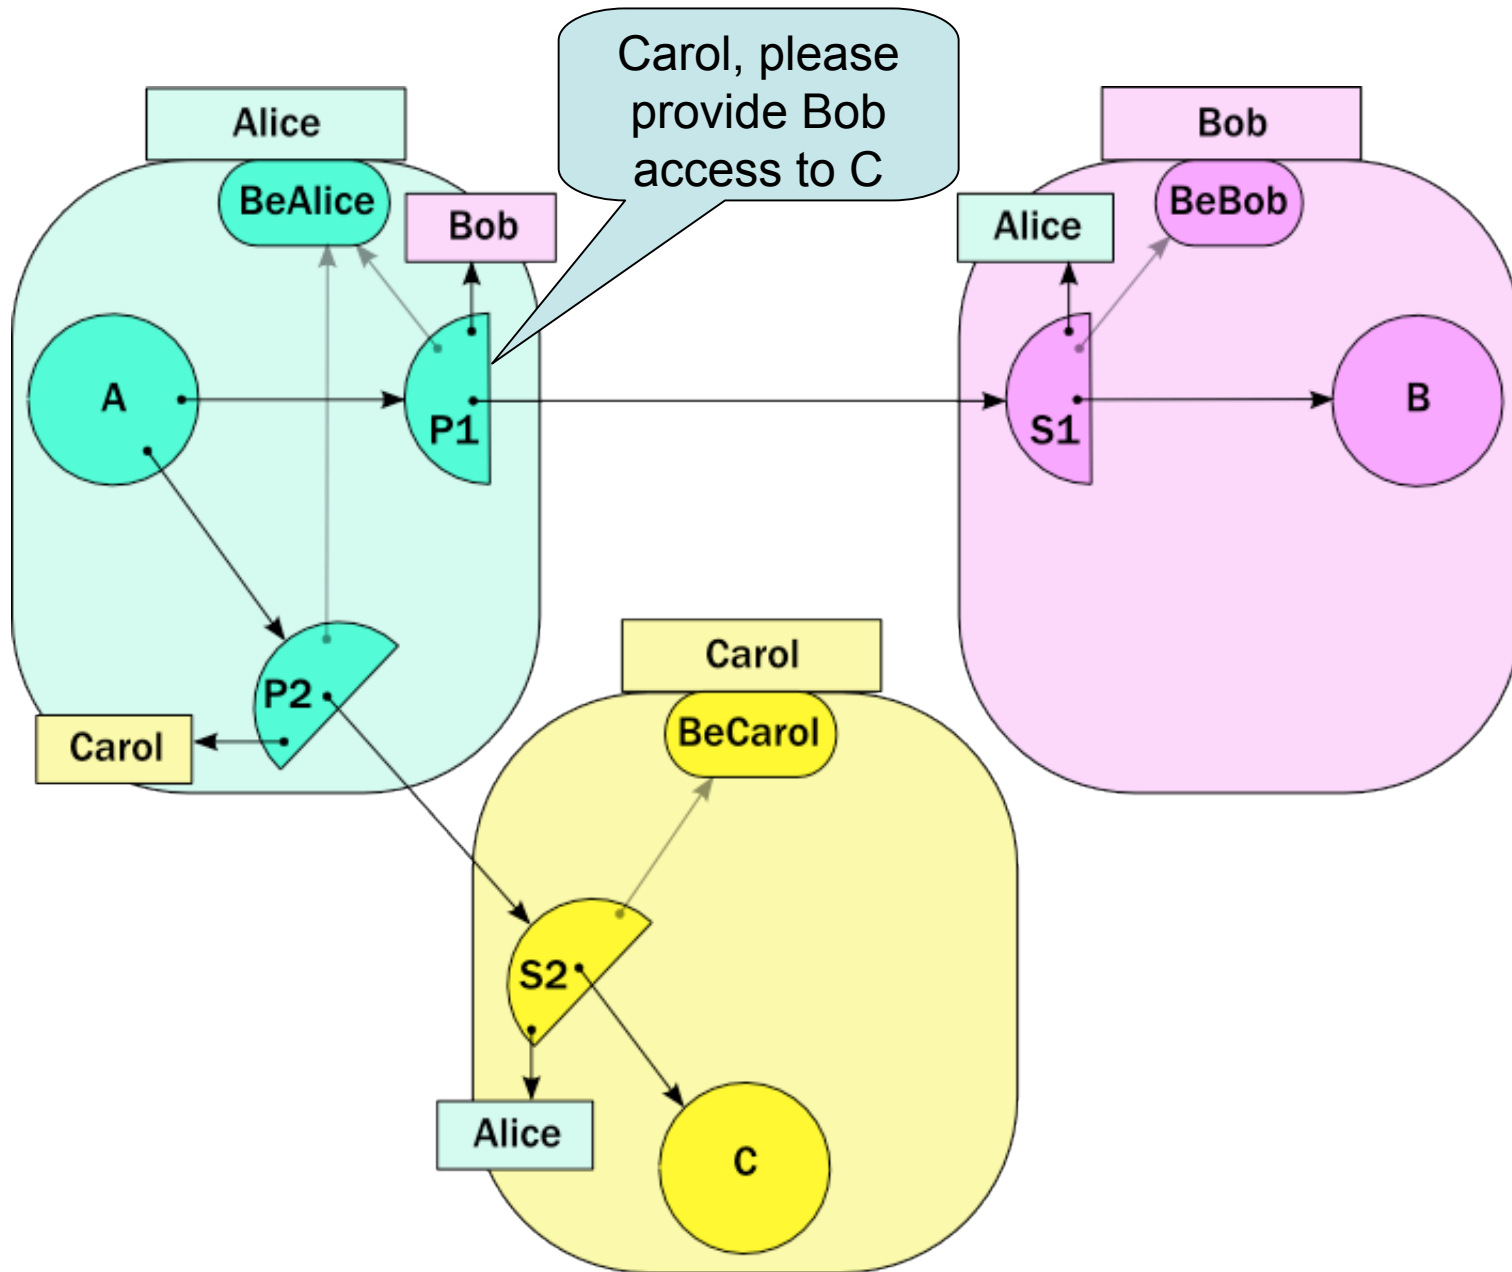 Carol, please
provide Bob
access to C
Alice
Bob
BeAlice
Bob
Alice
BeBob
A
P1
S1
B
P2
Carol
Carol
BeCarol
S2
Alice
C